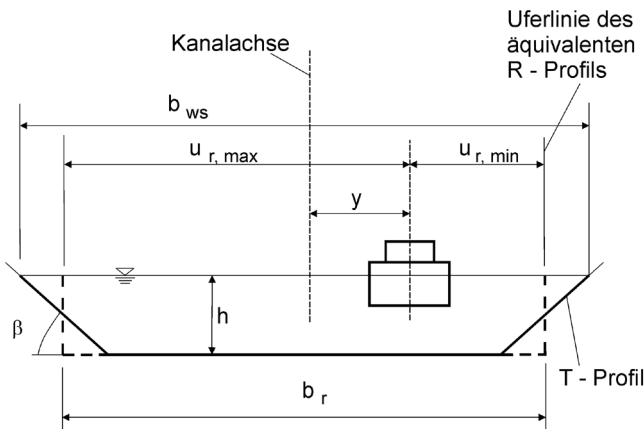 Uferlinie des
äquivalenten
R - Profils
Kanalachse
b ws
u r, max
u r, min
y
h
β
T - Profil
b r